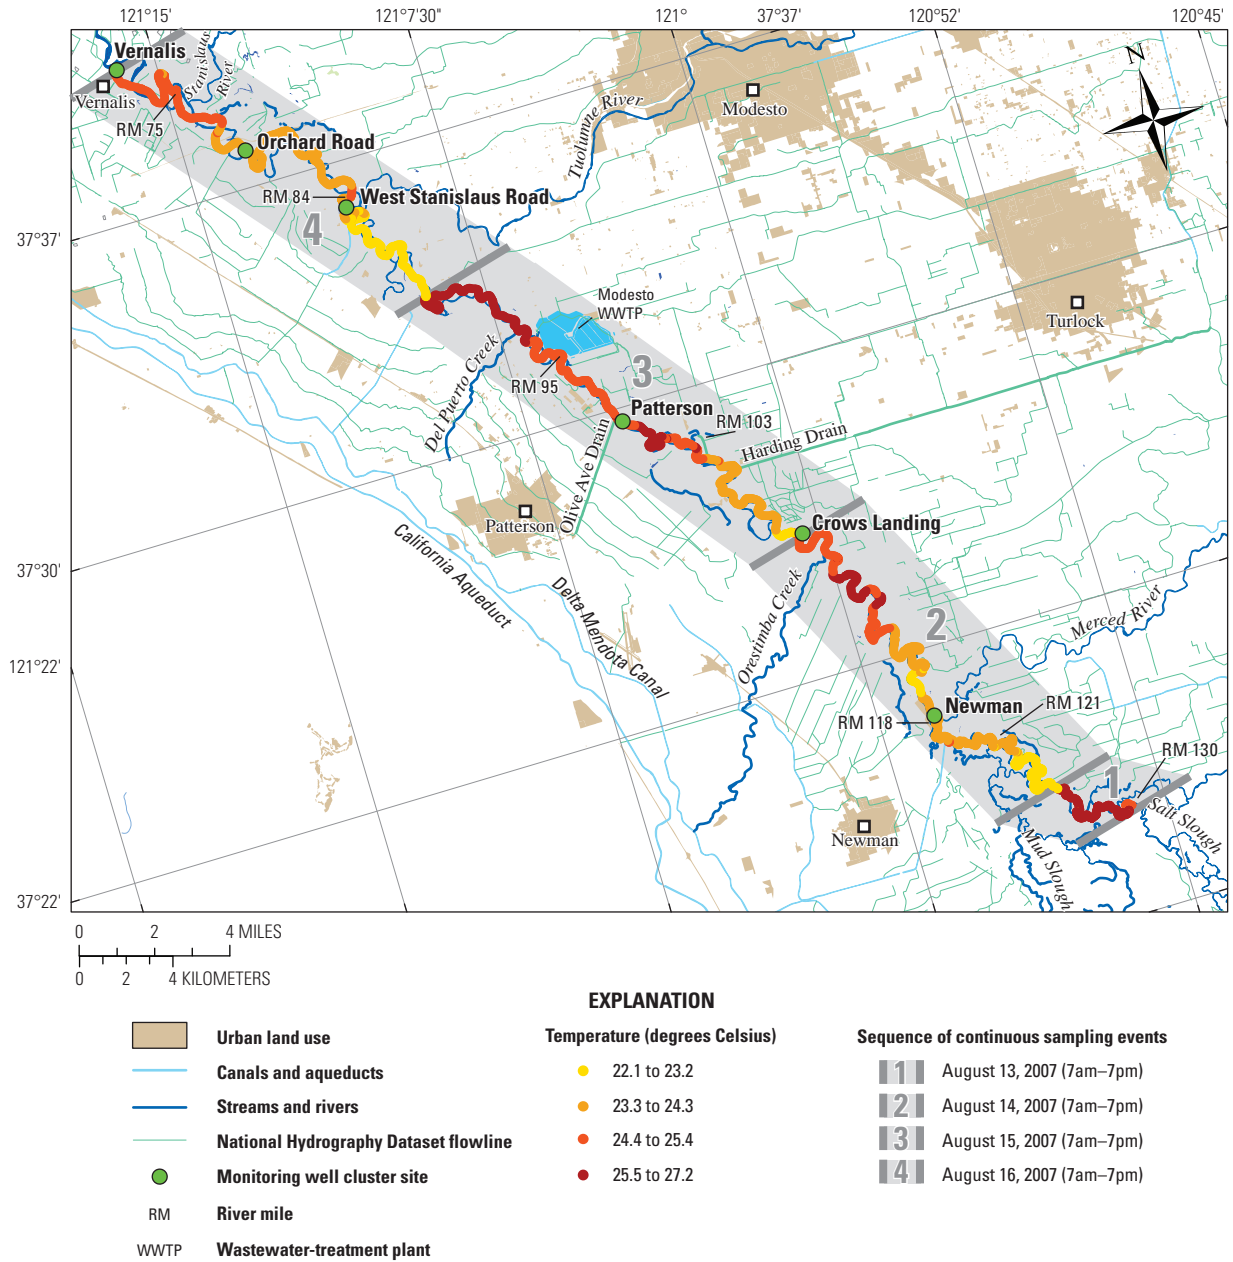 121°15'
121°7'30"
121°
37°37'
120°52'
120°45'
Vernalis
Stanislaus
River
Vernalis
RM 75
Orchard Road
Tuolumne River
Modesto
N
RM 84
West Stanislaus Road
4
37°37'
Modesto
WWTP
Turlock
Del Puerto Creek
RM 95
3
Patterson
RM 103
Harding Drain
Olive Ave Drain
Patterson
Crows Landing
California Aqueduct
Delta Mendota Canal
37°30'
Orestimba Creek
2
Merced River
121°22'
Newman
RM 118
RM 121
RM 130
1
Salt Slough
Newman
Mud Slough
37°22'
0 2 4 MILES
0 2 4 KILOMETERS
EXPLANATION
Urban land use
Canals and aqueducts
Streams and rivers
National Hydrography Dataset flowline
Monitoring well cluster site
RM River mile
WWTP Wastewater-treatment plant
Temperature (degrees Celsius)
22.1 to 23.2
23.3 to 24.3
24.4 to 25.4
25.5 to 27.2
Sequence of continuous sampling events
1 August 13, 2007 (7am–7pm)
2 August 14, 2007 (7am–7pm)
3 August 15, 2007 (7am–7pm)
4 August 16, 2007 (7am–7pm)